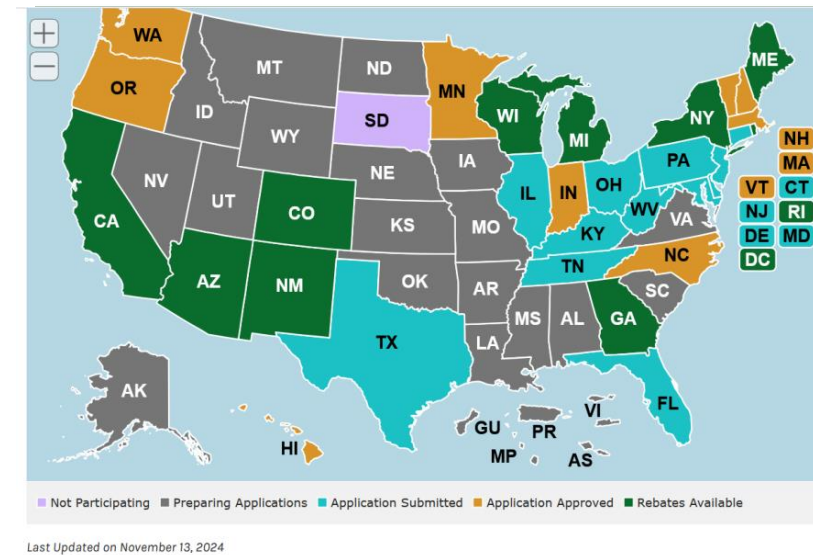 +
−
WA
MT
ND
MN
ME
OR
ID
SD
WI
NY
WY
MI
NH
IA
PA
MA
NE
NV
IL
IN
OH
VT
CT
UT
CO
WV
NJ
RI
CA
KS
MO
KY
VA
DE
MD
NC
DC
TN
AZ
NM
OK
AR
SC
MS
AL
GA
TX
LA
AK
FL
GU
VI
PR
HI
MP
AS
Not Participating Preparing Applications Application Submitted Application Approved Rebates Available
Last Updated on November 13, 2024